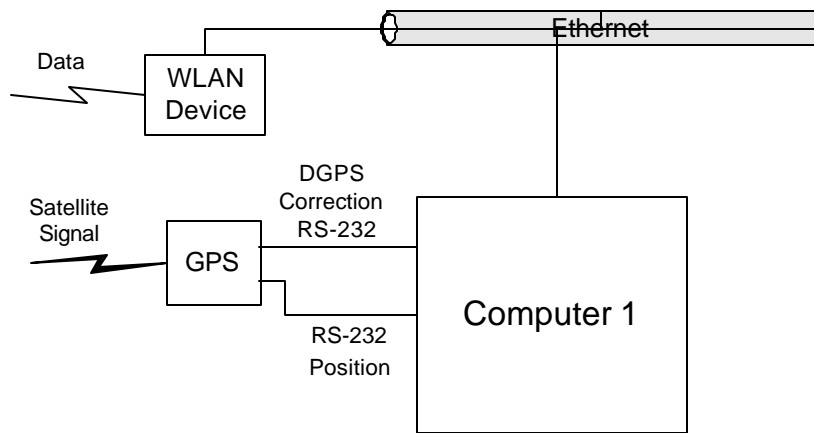 Ethernet
Data
WLAN
Device
DGPS
Correction
RS-232
Satellite
Signal
GPS
Computer 1
RS-232
Position